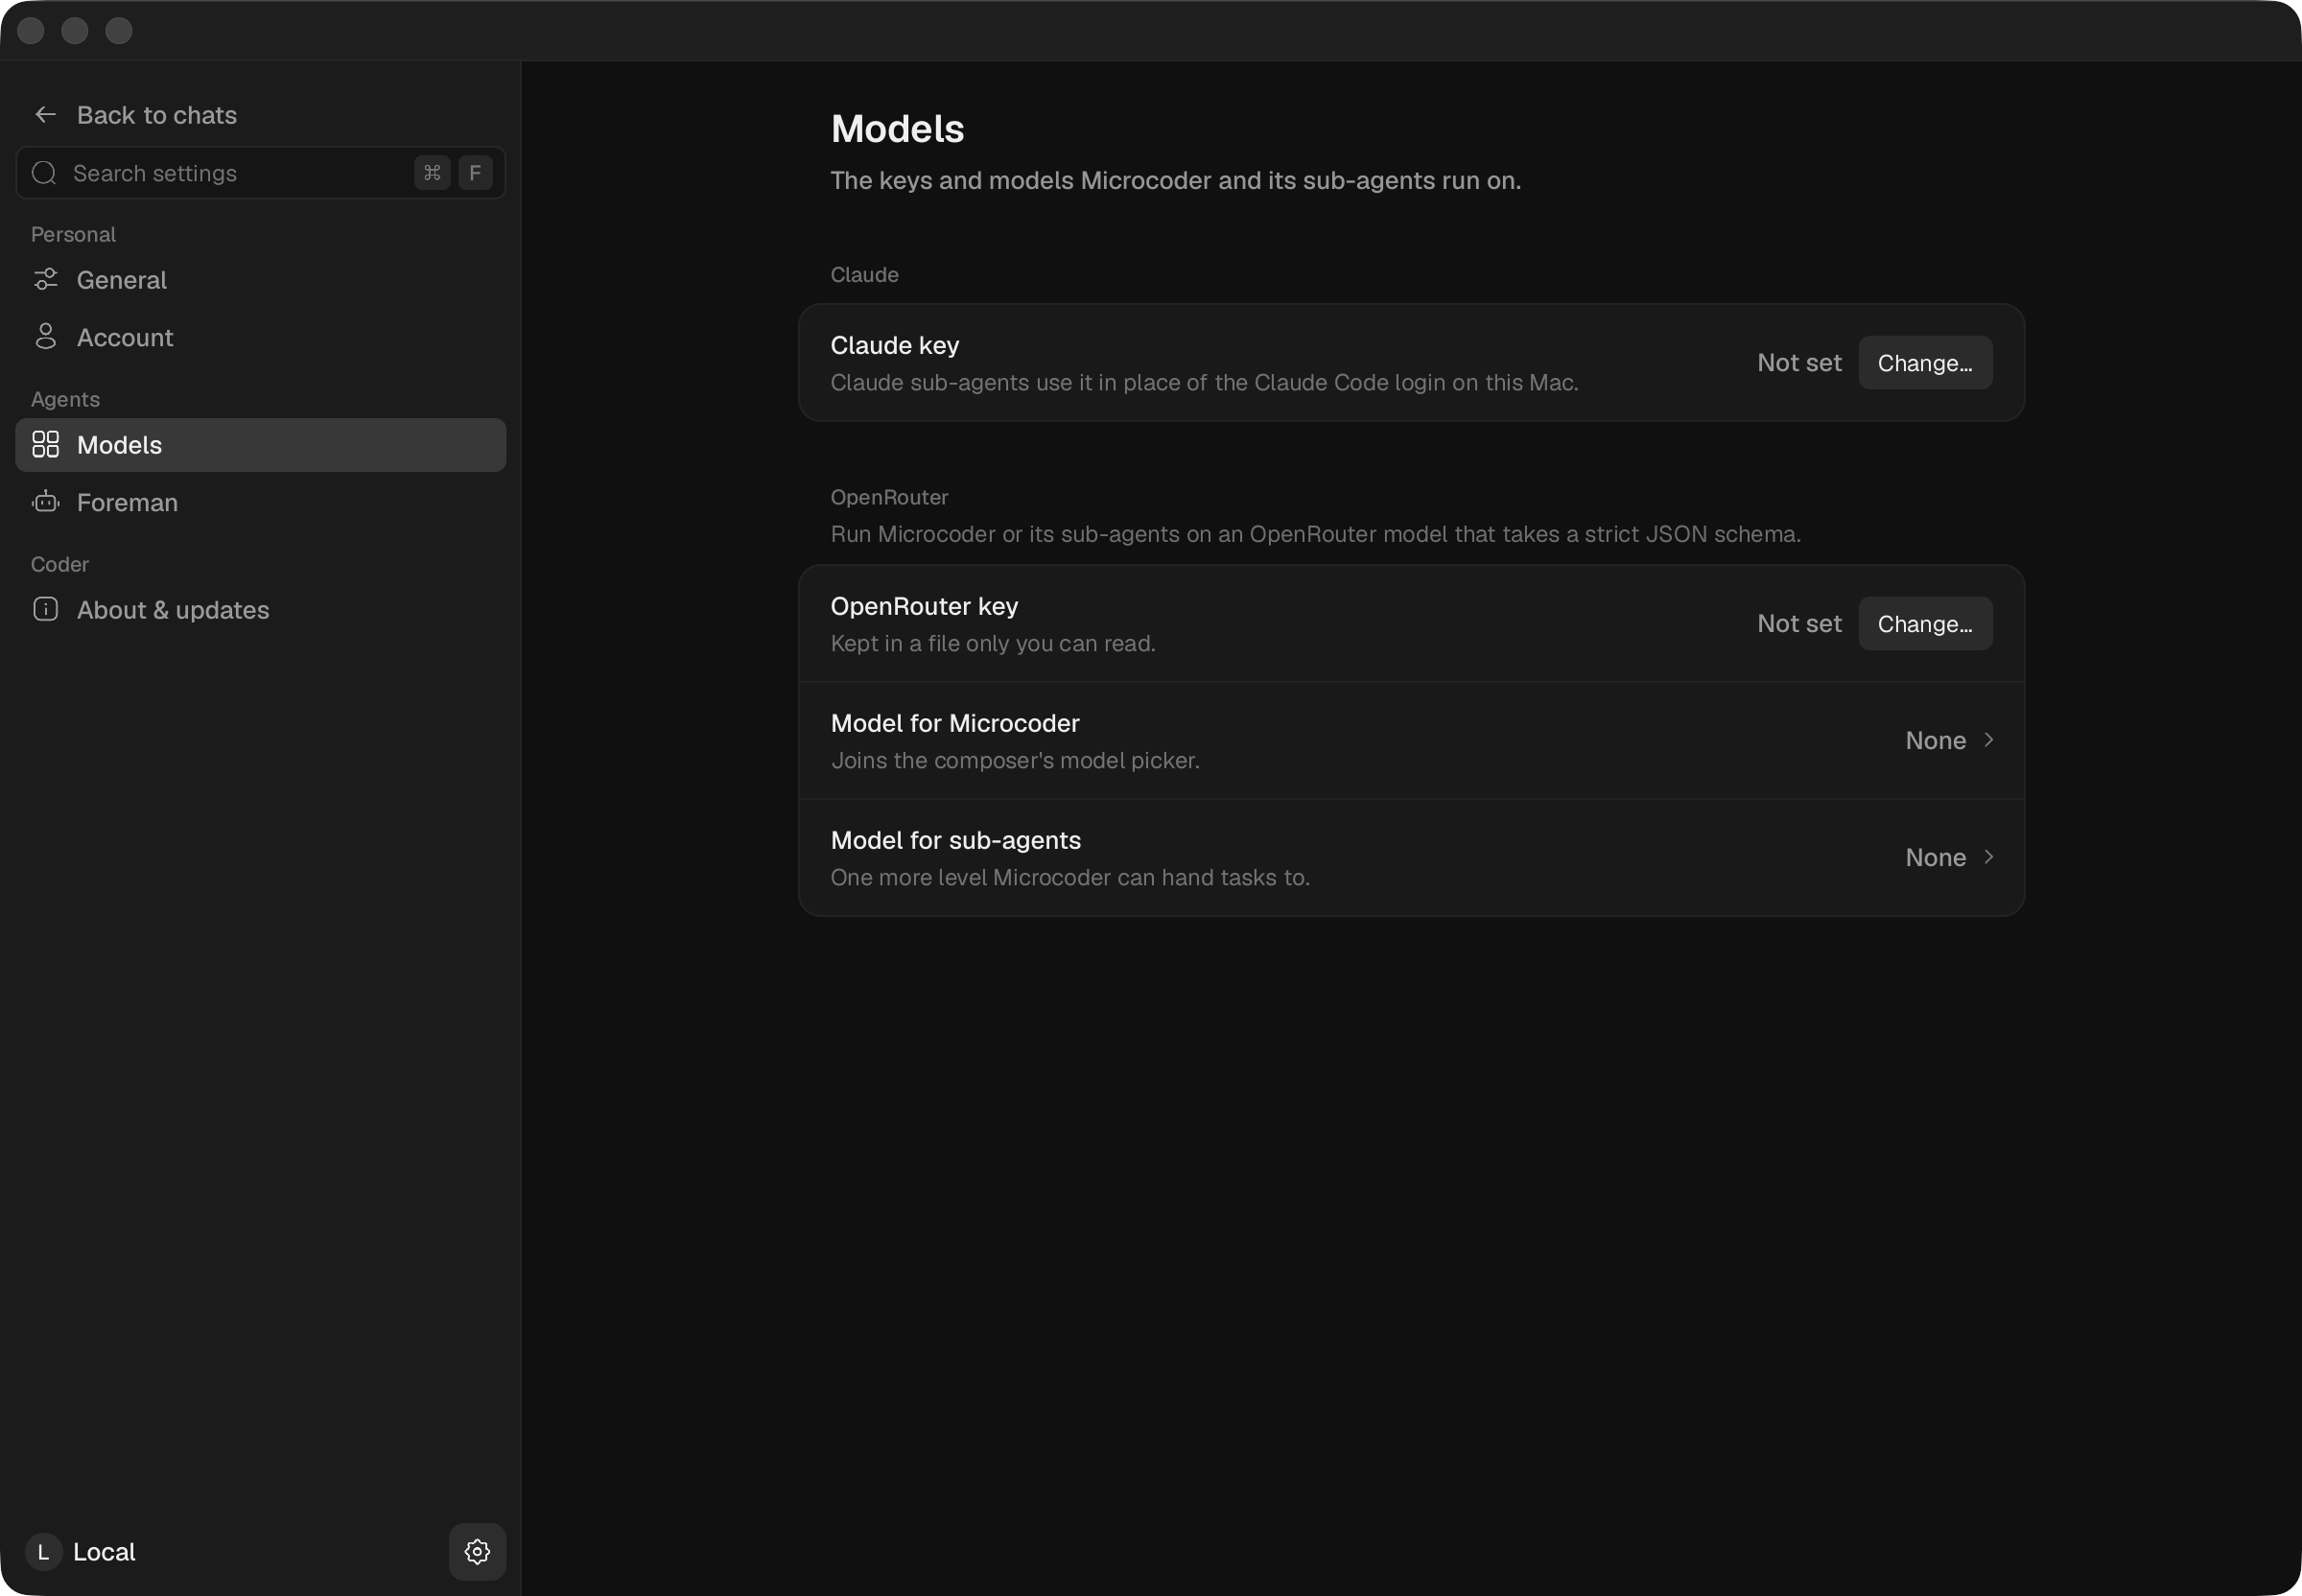 Back to chats
Search settings ⌘ F
Personal
General
Account
Agents
Models
Foreman
Coder
About & updates
L Local
Models
The keys and models Microcoder and its sub-agents run on.
Claude
Claude key
Claude sub-agents use it in place of the Claude Code login on this Mac.
Not set Change...
OpenRouter
Run Microcoder or its sub-agents on an OpenRouter model that takes a strict JSON schema.
OpenRouter key
Kept in a file only you can read.
Not set Change...
Model for Microcoder
Joins the composer's model picker.
None
Model for sub-agents
One more level Microcoder can hand tasks to.
None